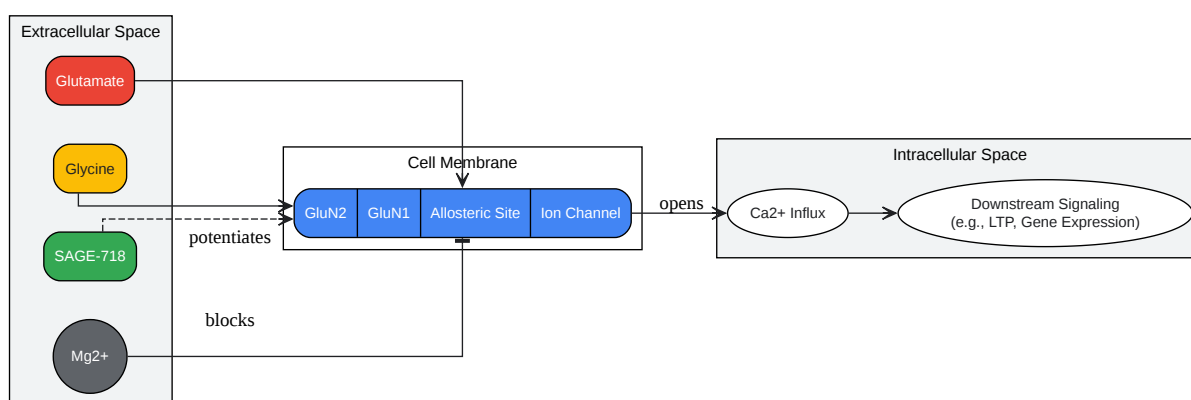 Extracellular Space
Glutamate
Glycine
SAGE-718
Mg2+
potentiates
blocks
Cell Membrane
GluN2
GluN1
Allosteric Site
Ion Channel
opens
Intracellular Space
Ca2+ Influx
Downstream Signaling
(e.g., LTP, Gene Expression)